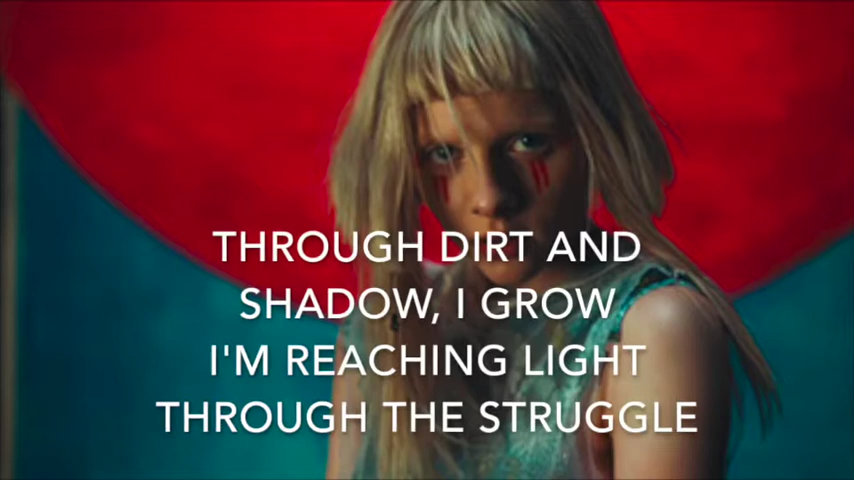 THROUGH DIRT AND
SHADOW, I GROW
I'M REACHING LIGHT
THROUGH THE STRUGGLE